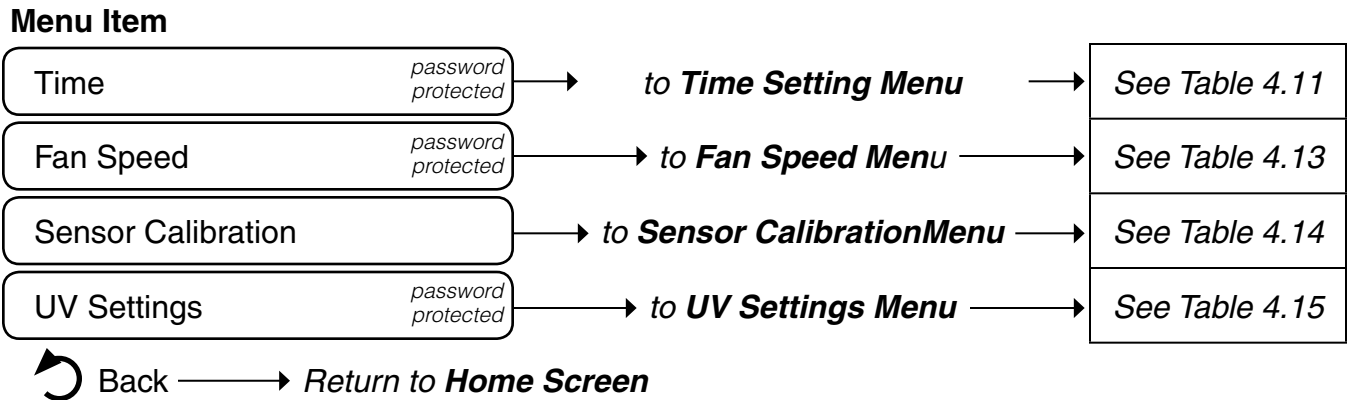 Menu Item
Time password protected to Time Setting Menu See Table 4.11
Fan Speed password protected to Fan Speed Menu See Table 4.13
Sensor Calibration to Sensor CalibrationMenu See Table 4.14
UV Settings password protected to UV Settings Menu See Table 4.15
Back Return to Home Screen